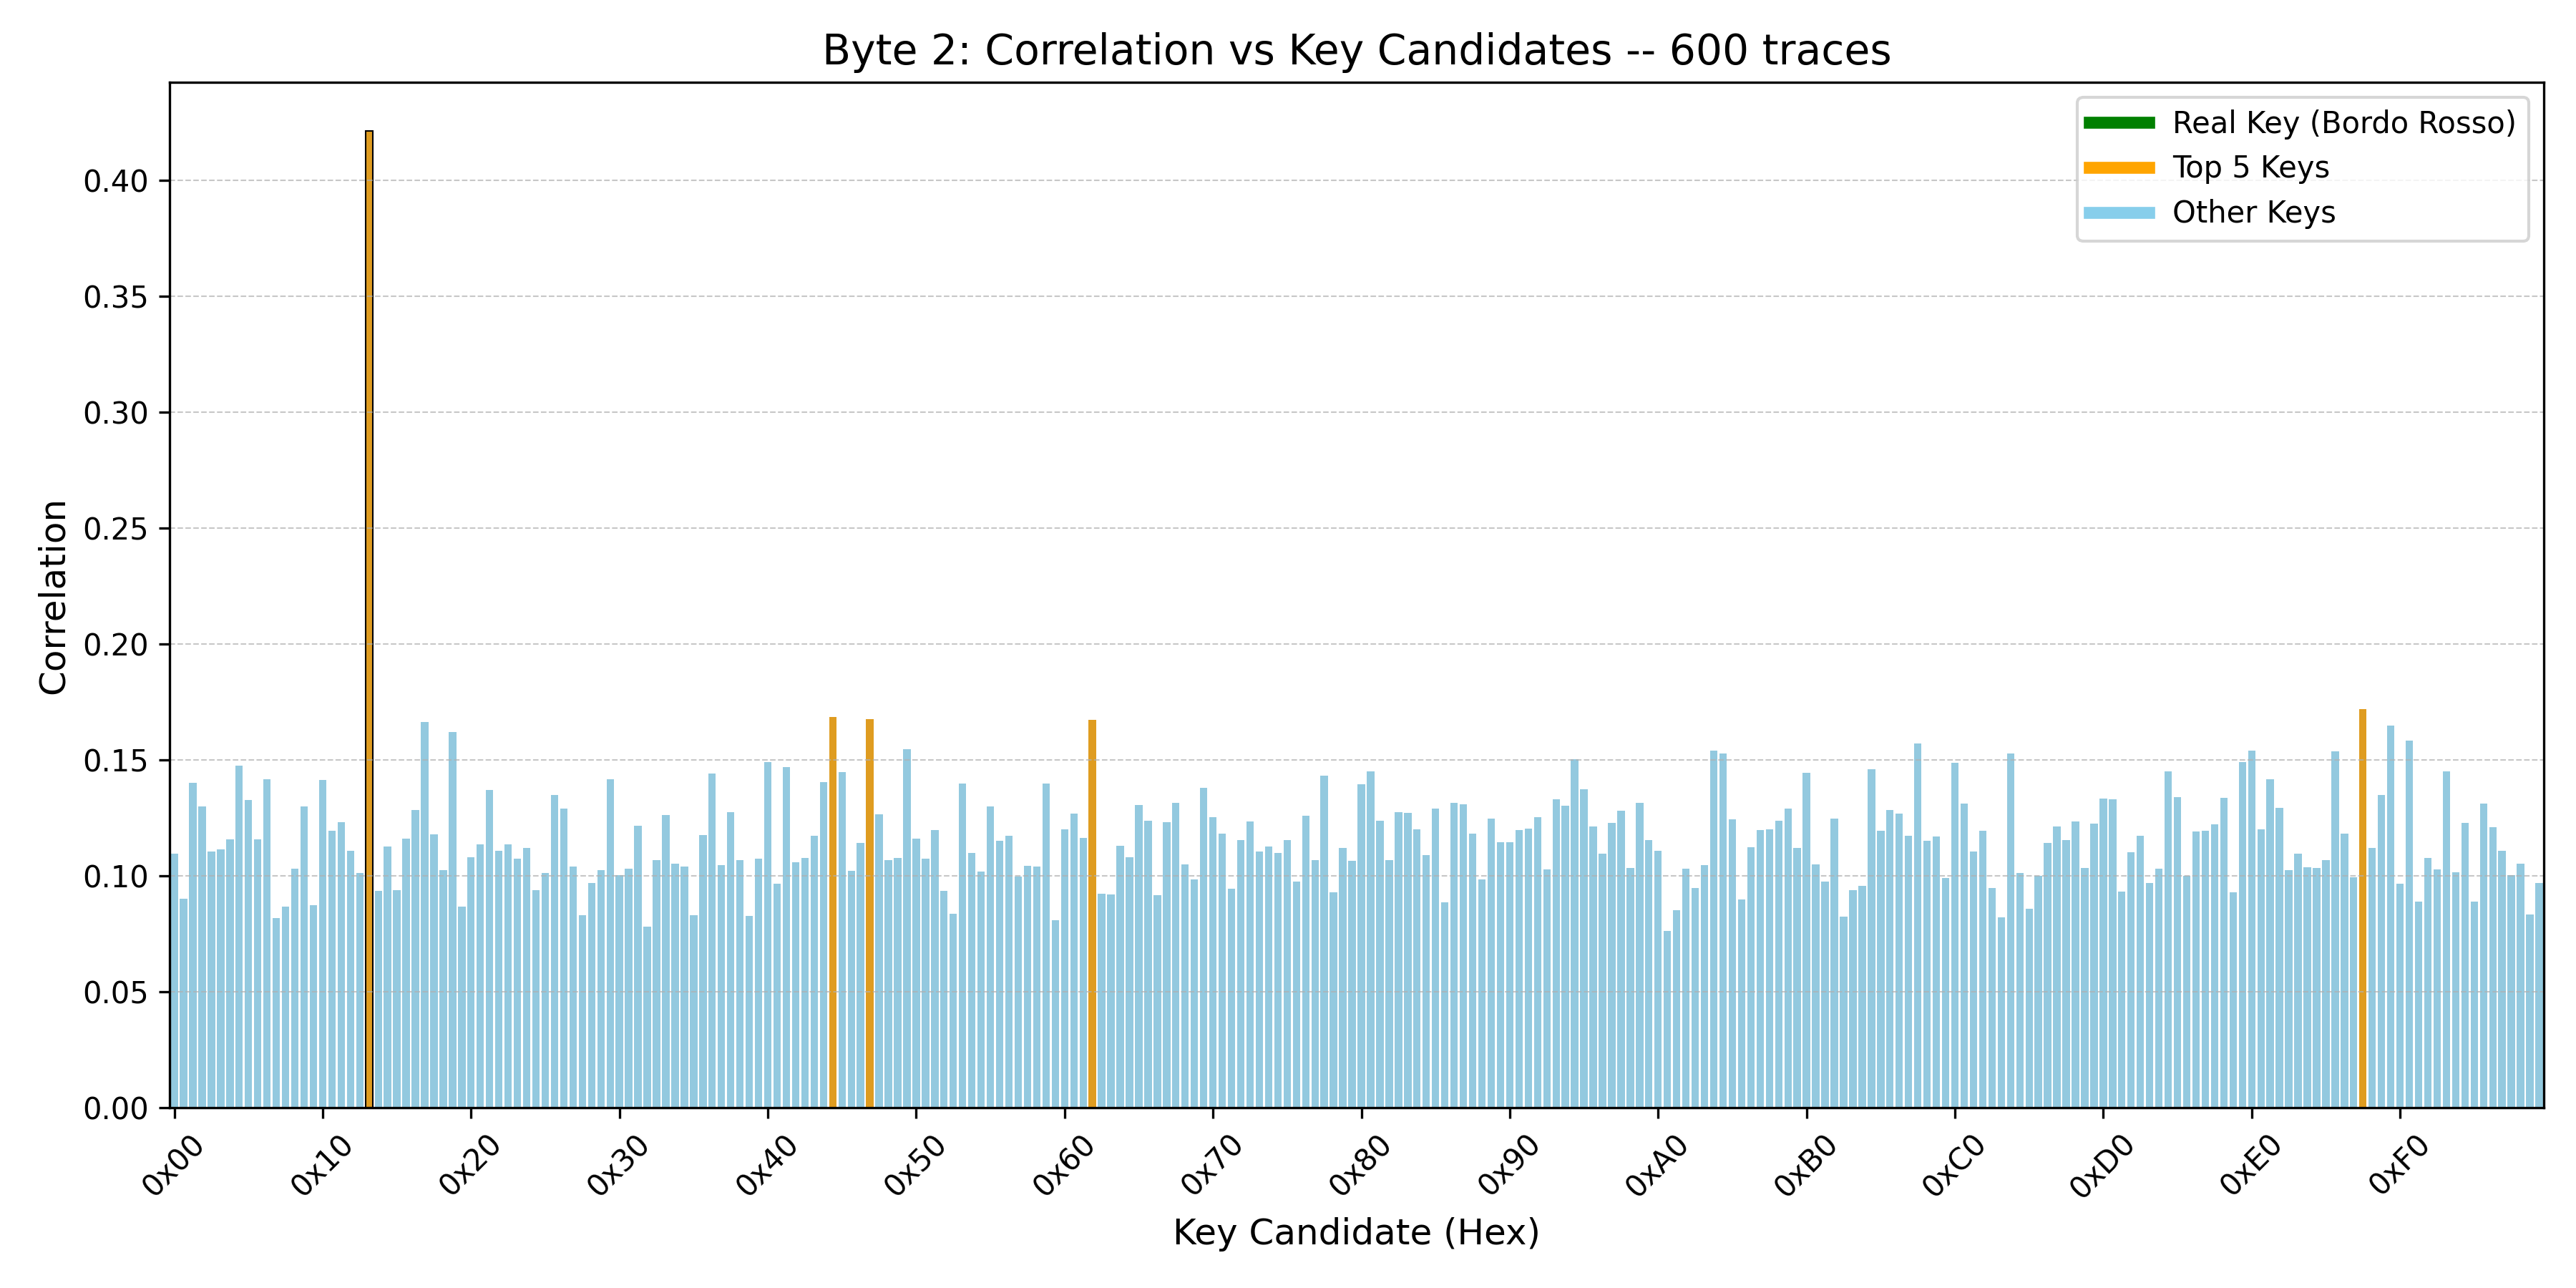 Byte 2: Correlation vs Key Candidates -- 600 traces
Real Key (Bordo Rosso)
Top 5 Keys
Other Keys
Correlation
0.40
0.35
0.30
0.25
0.20
0.15
0.10
0.05
0.00
0x00 0x10 0x20 0x30 0x40 0x50 0x60 0x70 0x80 0x90 0xA0 0xB0 0xC0 0xD0 0xE0 0xF0
Key Candidate (Hex)